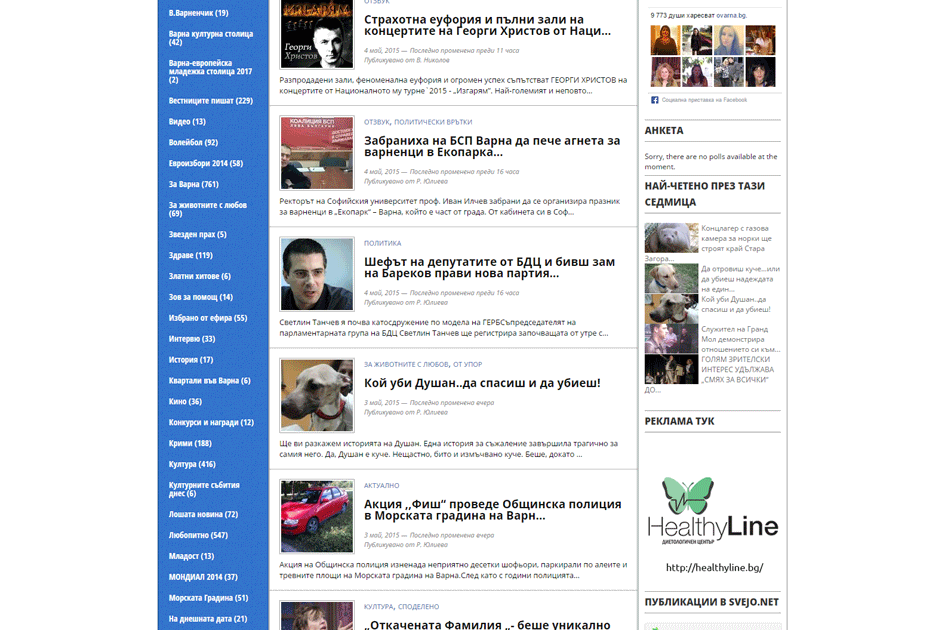 В.Варненчик (19)
Варна културна столица
(42)
Варна-европейска
младежка столица 2017
(2)
Вестниците пишат (229)
Видео (13)
Волейбол (92)
Евроизбори 2014 (58)
За Варна (761)
За животните с любов
(69)
Звезден прах (5)
Здраве (119)
Златни хитове (6)
Зов за помощ (14)
Избрано от ефира (55)
Интервю (33)
История (17)
Квартали във Варна (6)
Кино (36)
Конкурси и награди (12)
Крими (188)
Култура (416)
Културните събития
днес (6)
Лошата новина (72)
Любопитно (547)
Младост (13)
МОНДИАЛ 2014 (37)
Морската Градина (51)
На днешната дата (21)
ОТЗВУК
Георги
Христов
Страхотна еуфория и пълни зали на
концертите на Георги Христов от Наци...
4 май, 2015 — Последно променено преди 11 часа
Публикувано от В. Николов
Разпродадени зали, феноменална еуфория и огромен успех съпътстват ГЕОРГИ ХРИСТОВ на
концертите от Националното му турне`2015 - „Изгарям“. Най-големият и неповто...
КОАЛИЦИЯ БСП
ОТЗВУК, ПОЛИТИЧЕСКИ ВРЪТКИ
Забраниха на БСП Варна да пече агнета за
варненци в Екопарка...
4 май, 2015 — Последно променено преди 16 часа
Публикувано от Р. Юлиева
Ректорът на Софийския университет проф. Иван Илчев забрани да се организира празник
за варненци в „Екопарк“ – Варна, който е част от града. От кабинета си в Соф...
ПОЛИТИКА
Шефът на депутатите от БДЦ и бивш зам
на Бареков прави нова партия...
4 май, 2015 — Последно променено преди 16 часа
Публикувано от Р. Юлиева
Светлин Танчев я почва катосдружение по модела на ГЕРБСъпредседателят на
парламентарната група на БДЦ Светлин Танчев ще регистрира започващата от утре с...
ЗА ЖИВОТНИТЕ С ЛЮБОВ, ОТ УПОР
Кой уби Душан..да спасиш и да убиеш!
3 май, 2015 — Последно променено вчера
Публикувано от Р. Юлиева
Ще ви разкажем историята на Душан. Една история за съжаление завършила трагично за
самия него. Да, Душан е куче. Нещастно, бито и измъчвано куче. Беше, докато ...
АКТУАЛНО
Акция ,,Фиш“ проведе Общинска полиция
в Морската градина на Варн...
3 май, 2015 — Последно променено вчера
Публикувано от Р. Юлиева
Акция на Общинска полиция изненада неприятно десетки шофьори, паркирали по алеите и
тревните площи на Морската градина на Варна.След като с години полицията...
КУЛТУРА, СПОДЕЛЕНО
„Откачената Фамилия „- беше уникално
9 773 души харесват ovarna.bg.
Социална приставка на Facebook
АНКЕТА
Sorry, there are no polls available at the
moment.
НАЙ-ЧЕТЕНО ПРЕЗ ТАЗИ
СЕДМИЦА
Концлагер с газова
камера за норки ще
строят край Стара
Загора...
Да отровиш куче...или
да убиеш надеждата
на един...
Кой уби Душан..да
спасиш и да убиеш!
Служител на Гранд
Мол демонстрира
отношението си към...
ГОЛЯМ ЗРИТЕЛСКИ
ИНТЕРЕС УДЪЛЖАВА
„СМЯХ ЗА ВСИЧКИ“
ДО...
РЕКЛАМА ТУК
HealthyLine
ДИЕТОЛОГИЧЕН ЦЕНТЪР
http://healthyline.bg/
ПУБЛИКАЦИИ В SVEJO.NET